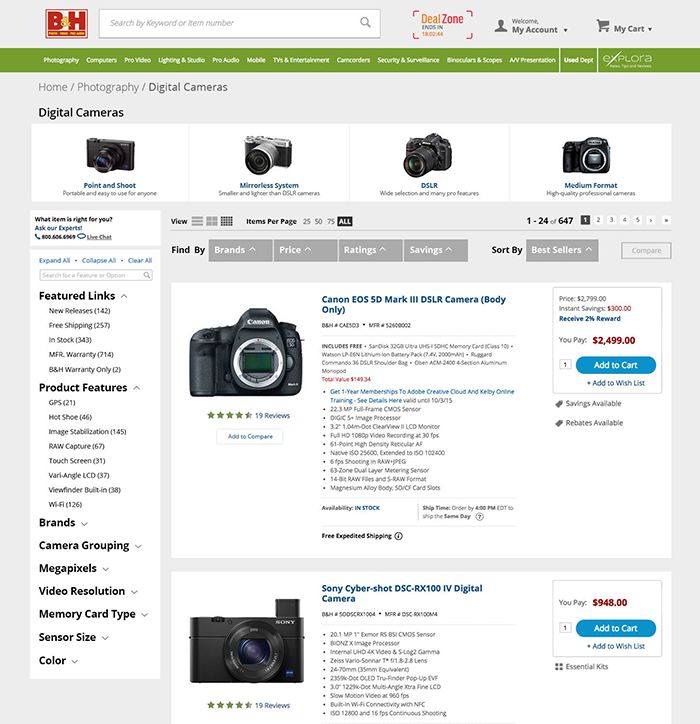 B&H
PHOTO · VIDEO · PRO AUDIO
Search by Keyword or Item number
DealZone
ENDS IN
18:02:44
Welcome,
My Account
My Cart
Photography Computers Pro Video Lighting & Studio Pro Audio Mobile TVs & Entertainment Camcorders Security & Surveillance Binoculars & Scopes A/V Presentation Used Dept explora
News, Tips and Reviews
Home / Photography / Digital Cameras
Digital Cameras
Point and Shoot
Portable and easy to use for anyone
Mirrorless System
Smaller and lighter than DSLR cameras
DSLR
Wide selection and many pro features
Medium Format
High-quality professional cameras
What item is right for you?
Ask our Experts!
800.606.6969 Live Chat
View Items Per Page 25 50 75 ALL 1 - 24 of 647 1 2 3 4 5 › »
Find By Brands Price Ratings Savings Sort By Best Sellers Compare
Expand All • Collapse All • Clear All
Search for a Feature or Option
Featured Links
New Releases (142)
Free Shipping (257)
In Stock (343)
MFR. Warranty (714)
B&H Warranty Only (2)
Product Features
GPS (21)
Hot Shoe (46)
Image Stabilization (145)
RAW Capture (67)
Touch Screen (31)
Vari-Angle LCD (37)
Viewfinder Built-in (38)
Wi-Fi (126)
Brands
Camera Grouping
Megapixels
Video Resolution
Memory Card Type
Sensor Size
Color
Canon
EOS
5D
Mark III
19 Reviews
Add to Compare
Canon EOS 5D Mark III DSLR Camera (Body
Only)
B&H # CAE5D3 • MFR # 5260B002
INCLUDES FREE • SanDisk 32GB Ultra UHS-I SDHC Memory Card (Class 10) •
Watson LP-E6N Lithium-Ion Battery Pack (7.4V, 2000mAh) • Ruggard
Commando 36 DSLR Shoulder Bag • Oben ACM-2400 4-Section Aluminum
Monopod
Total Value $149.34
Get 1-Year Memberships To Adobe Creative Cloud And Kelby Online
Training - See Details Here valid until 10/3/15
22.3 MP Full-Frame CMOS Sensor
DIGIC 5+ Image Processor
3.2" 1.04m-Dot ClearView II LCD Monitor
Full HD 1080p Video Recording at 30 fps
61-Point High Density Reticular AF
Native ISO 25600, Extended to ISO 102400
6 fps Shooting in RAW+JPEG
63-Zone Dual Layer Metering Sensor
14-Bit RAW Files and S-RAW Format
Magnesium Alloy Body, SD/CF Card Slots
Availability: IN STOCK
Ship Time: Order by 4:00 PM EDT to
ship the Same Day
Free Expedited Shipping
Price: $2,799.00
Instant Savings: $300.00
Receive 2% Reward
You Pay: $2,499.00
1 Add to Cart
+ Add to Wish List
Savings Available
Rebates Available
SONY
19 Reviews
Sony Cyber-shot DSC-RX100 IV Digital
Camera
B&H # SODSCRX1004 • MFR # DSC-RX100M4
20.1 MP 1" Exmor RS BSI CMOS Sensor
BIONZ X Image Processor
Internal UHD 4K Video & S-Log2 Gamma
Zeiss Vario-Sonnar T* f/1.8-2.8 Lens
24-70mm (35mm Equivalent)
2359k-Dot OLED Tru-Finder Pop-Up EVF
3.0" 1229k-Dot Multi-Angle Xtra Fine LCD
Slow Motion Video at 960 fps
Built-In Wi-Fi Connectivity with NFC
ISO 12800 and 16 fps Continuous Shooting
You Pay: $948.00
1 Add to Cart
+ Add to Wish List
Essential Kits